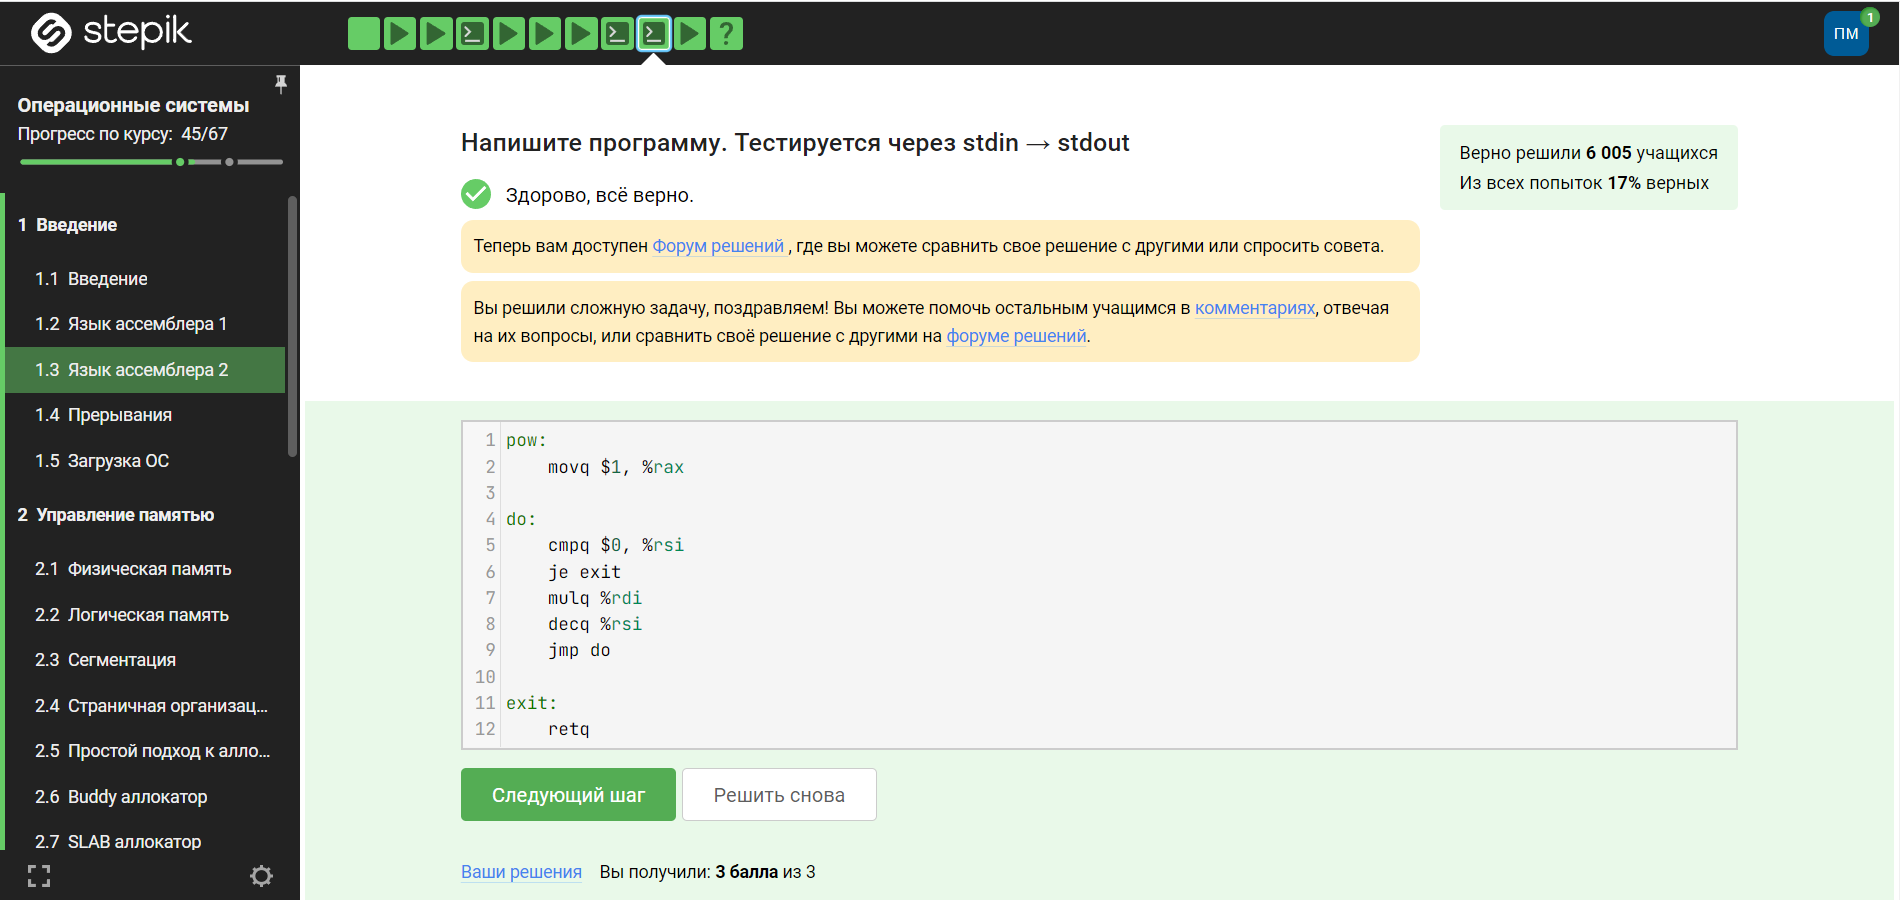 stepik
?
ПМ
1
Операционные системы
Прогресс по курсу: 45/67
1 Введение
1.1 Введение
1.2 Язык ассемблера 1
1.3 Язык ассемблера 2
1.4 Прерывания
1.5 Загрузка ОС
2 Управление памятью
2.1 Физическая память
2.2 Логическая память
2.3 Сегментация
2.4 Страничная организац...
2.5 Простой подход к алло...
2.6 Buddy аллокатор
2.7 SLAB аллокатор
Напишите программу. Тестируется через stdin → stdout
Здорово, всё верно.
Теперь вам доступен Форум решений , где вы можете сравнить свое решение с другими или спросить совета.
Вы решили сложную задачу, поздравляем! Вы можете помочь остальным учащимся в комментариях, отвечая
на их вопросы, или сравнить своё решение с другими на форуме решений.
Верно решили 6 005 учащихся
Из всех попыток 17% верных
1 pow:
2     movq $1, %rax
3
4 do:
5     cmpq $0, %rsi
6     je exit
7     mulq %rdi
8     decq %rsi
9     jmp do
10
11 exit:
12     retq
Следующий шаг
Решить снова
Ваши решения Вы получили: 3 балла из 3